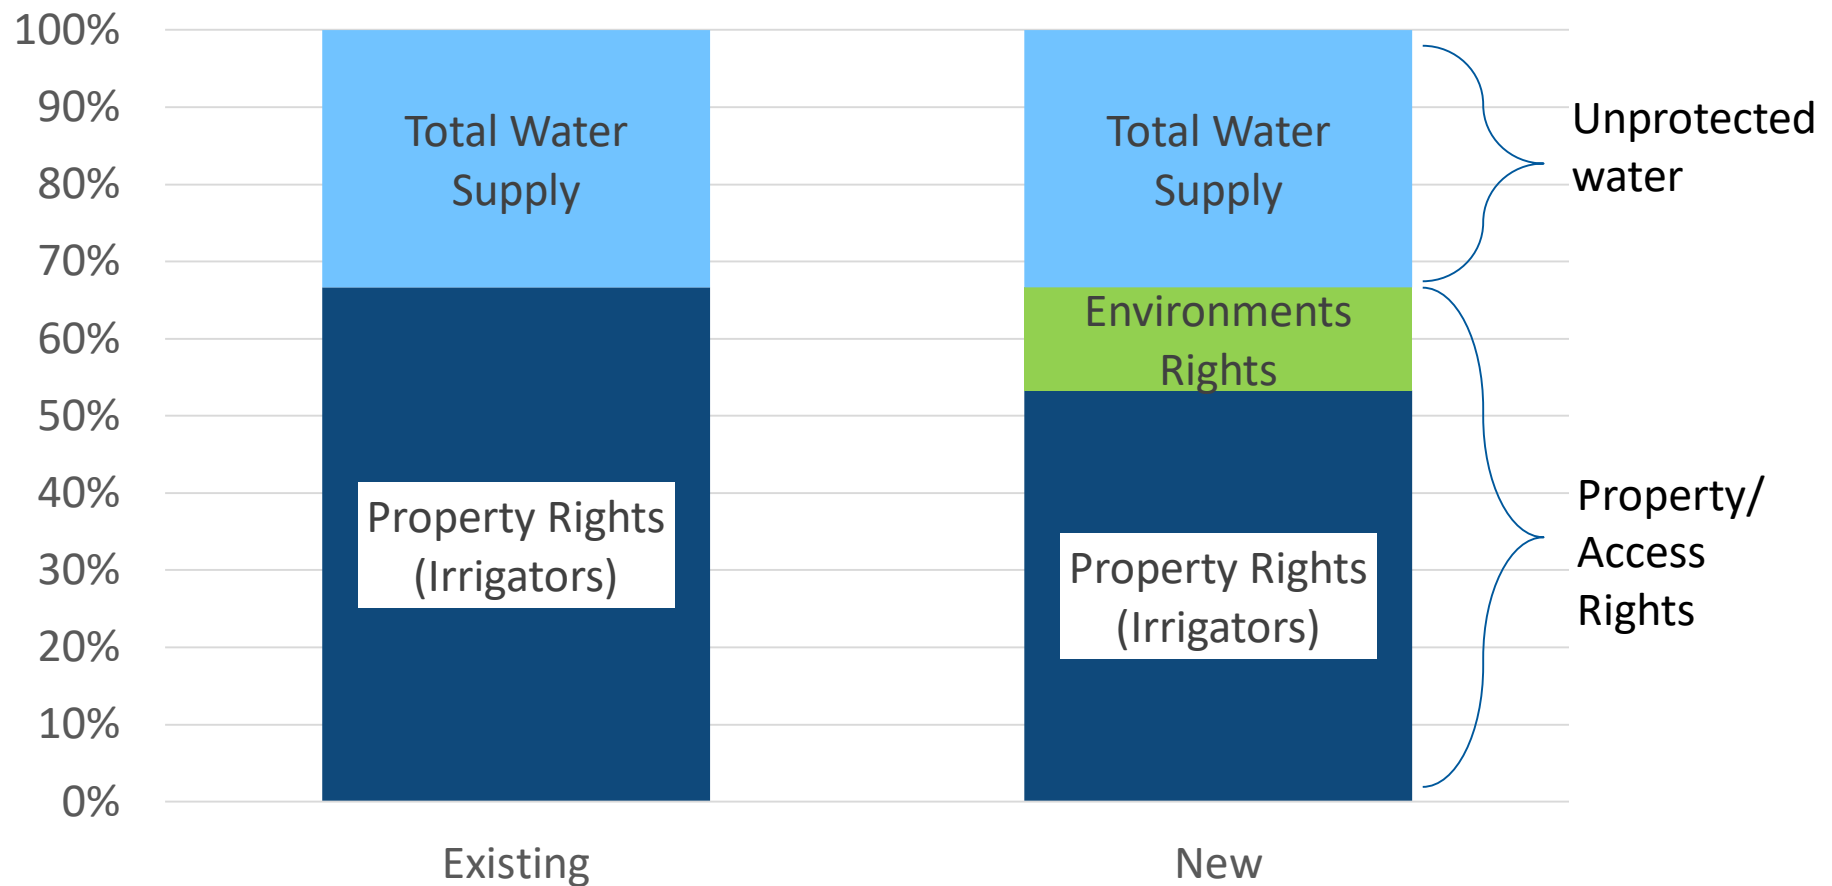 100%
90%
80%
70%
60%
50%
40%
30%
20%
10%
0%
Total Water
Supply
Property Rights
(Irrigators)
Existing
Total Water
Supply
Environments
Rights
Property Rights
(Irrigators)
New
Unprotected
water
Property/
Access
Rights